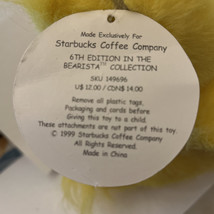 Made Exclusively For
Starbucks Coffee Company
6TH EDITION IN THE
BEARISTA™ COLLECTION
SKU 149696
U$ 12.00 / CDN$ 14.00
Remove all plastic tags.
Packaging and cards before
Giving this toy to a child.
These attachments are not part of this toy.
© 1999 Starbucks Coffee Company
All Rights Reserved.
Made in China